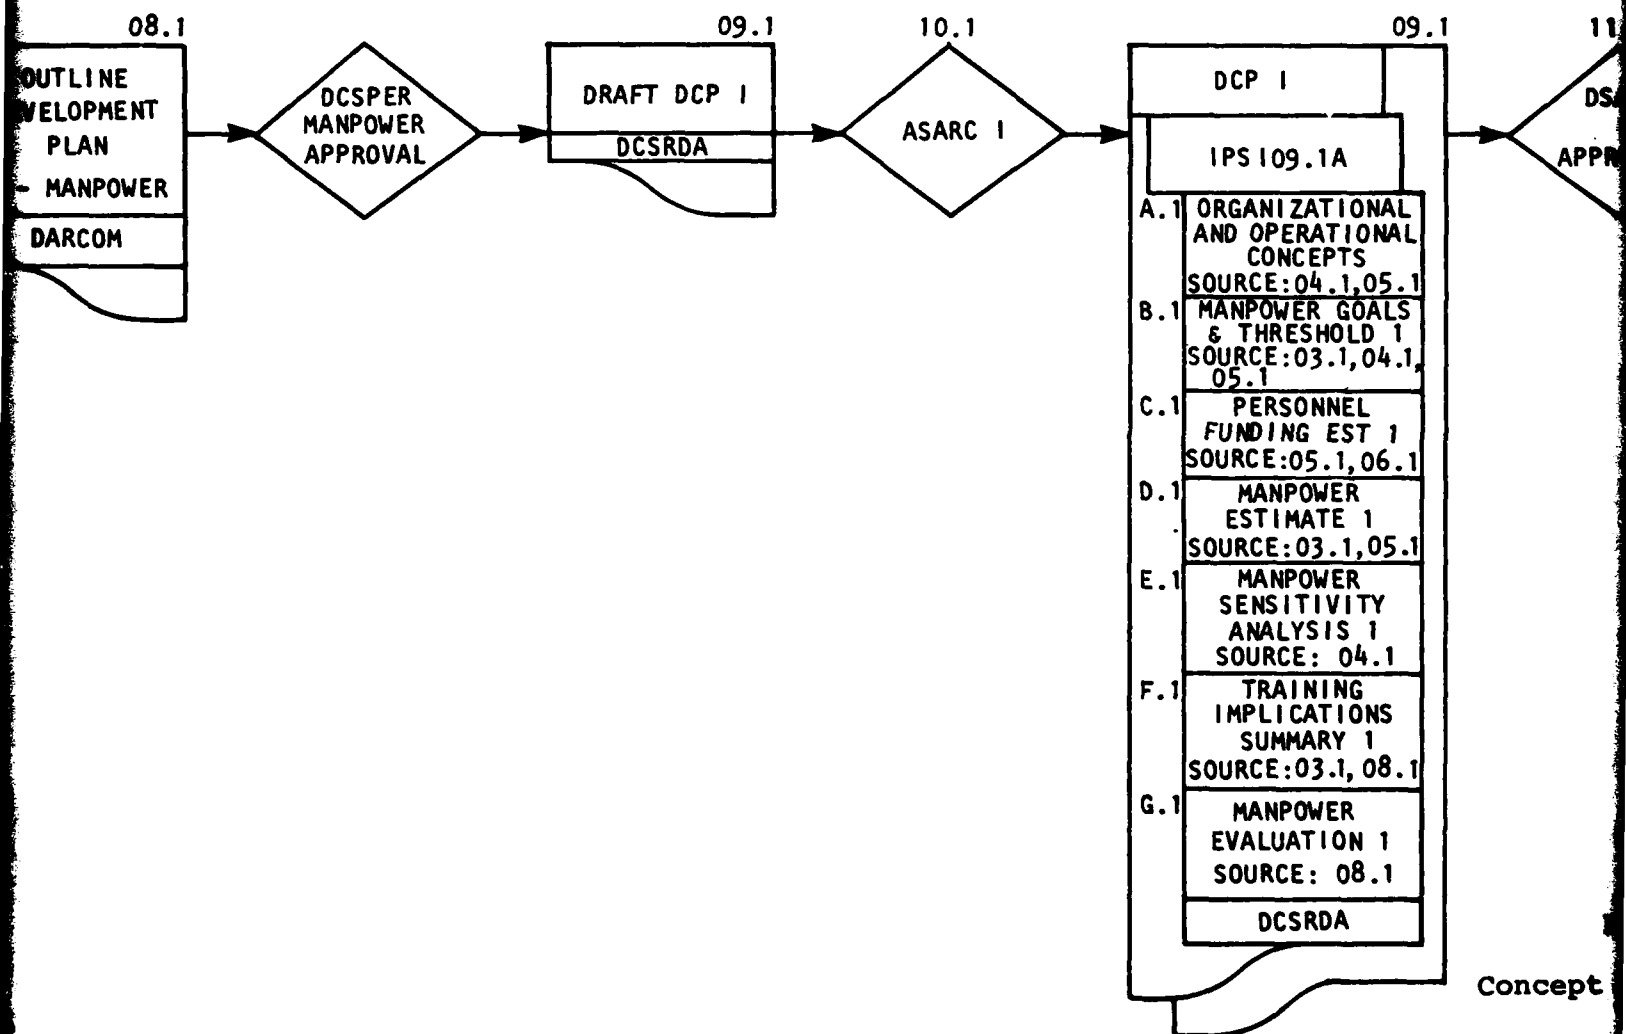 08.1
OUTLINE
VELOPMENT
PLAN
- MANPOWER
DARCOM
DCSPER
MANPOWER
APPROVAL
09.1
DRAFT DCP I
DCSRDA
10.1
ASARC I
09.1
DCP I
IPS I09.1A
A.1 ORGANIZATIONAL
AND OPERATIONAL
CONCEPTS
SOURCE:04.1,05.1
B.1 MANPOWER GOALS
& THRESHOLD 1
SOURCE:03.1,04.1,
05.1
C.1 PERSONNEL
FUNDING EST 1
SOURCE:05.1,06.1
D.1 MANPOWER
ESTIMATE 1
SOURCE:03.1,05.1
E.1 MANPOWER
SENSITIVITY
ANALYSIS 1
SOURCE: 04.1
F.1 TRAINING
IMPLICATIONS
SUMMARY 1
SOURCE:03.1,08.1
G.1 MANPOWER
EVALUATION 1
SOURCE: 08.1
DCSRDA
11
DS
APPR
Concept